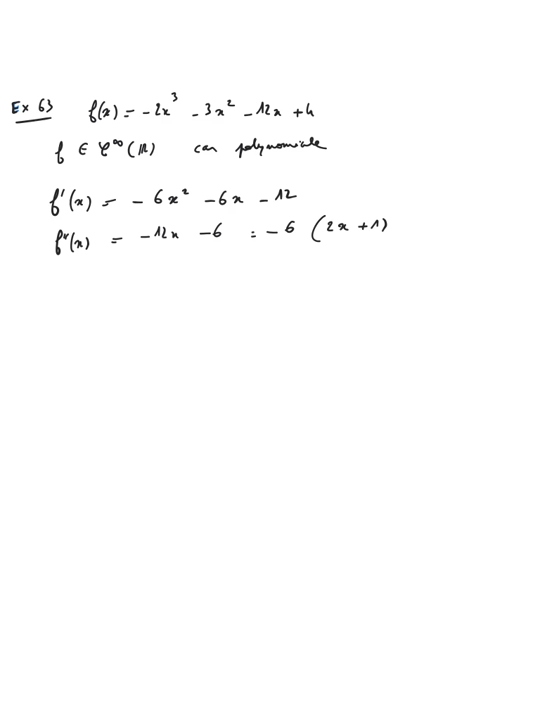 Ex 63 f(x) = -2x³ - 3x² - 12x + 4
f ∈ 𝒞^∞(ℝ) car polynomiale
f'(x) = - 6x² - 6x - 12
f''(x) = -12x - 6 = -6 (2x + 1)